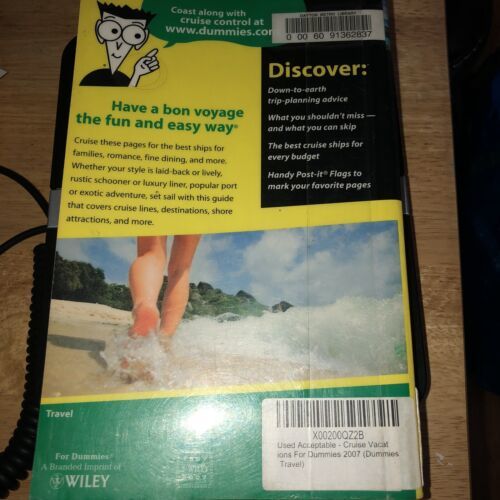 Coast along with
cruise control at
www.dummies.com
DAYTON METRO LIBRARY
0 00 60 91362837
Discover:
Down-to-earth
trip-planning advice
What you shouldn't miss —
and what you can skip
The best cruise ships for
every budget
Handy Post-it® Flags to
mark your favorite pages
Have a bon voyage
the fun and easy way®
Cruise these pages for the best ships for
families, romance, fine dining, and more.
Whether your style is laid-back or lively,
rustic schooner or luxury liner, popular port
or exotic adventure, set sail with this guide
that covers cruise lines, destinations, shore
attractions, and more.
Travel
For Dummies
A Branded Imprint of
WILEY
X00200QZ2B
Used Acceptable - Cruise Vacat
ions For Dummies 2007 (Dummies
Travel)